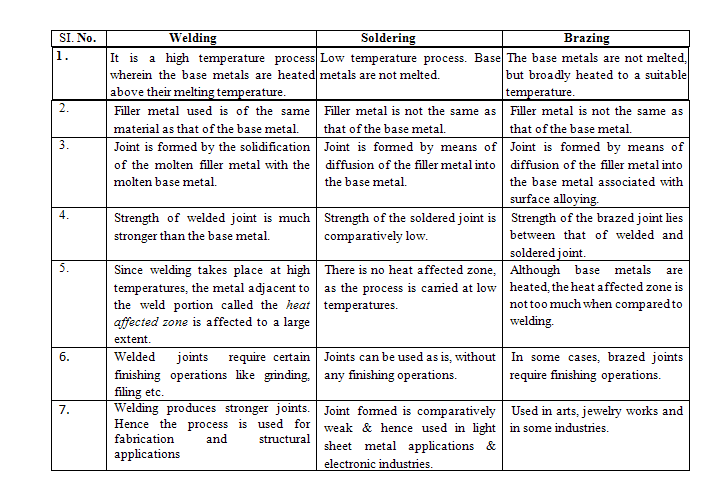 SI. No. Welding Soldering Brazing
1. It is a high temperature process Low temperature process. Base The base metals are not melted,
wherein the base metals are heated metals are not melted. but broadly heated to a suitable
above their melting temperature. temperature.
2. Filler metal used is of the same Filler metal is not the same as Filler metal is not the same as
material as that of the base metal. that of the base metal. that of the base metal.
3. Joint is formed by the solidification Joint is formed by means of Joint is formed by means of
of the molten filler metal with the diffusion of the filler metal into diffusion of the filler metal into
molten base metal. the base metal. the base metal associated with
surface alloying.
4. Strength of welded joint is much Strength of the soldered joint is Strength of the brazed joint lies
stronger than the base metal. comparatively low. between that of welded and
soldered joint.
5. Since welding takes place at high There is no heat affected zone, Although base metals are
temperatures, the metal adjacent to as the process is carried at low heated, the heat affected zone is
the weld portion called the heat temperatures. not too much when compared to
affected zone is affected to a large welding.
extent.
6. Welded joints require certain Joints can be used as is, without In some cases, brazed joints
finishing operations like grinding, any finishing operations. require finishing operations.
filing etc.
7. Welding produces stronger joints. Joint formed is comparatively Used in arts, jewelry works and
Hence the process is used for weak & hence used in light in some industries.
fabrication and structural sheet metal applications &
applications electronic industries.